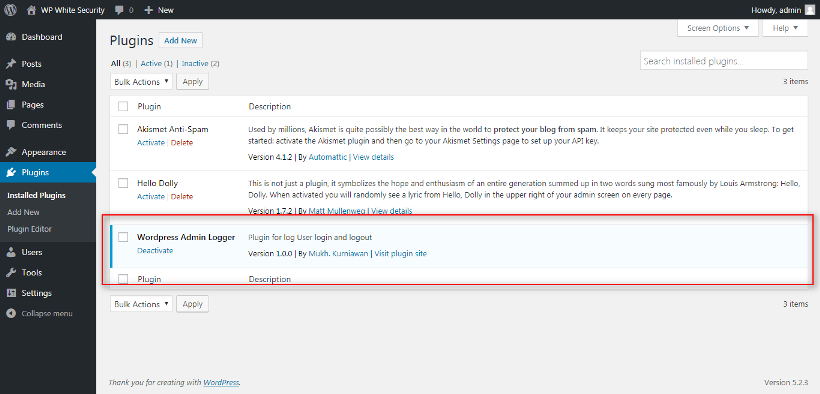 WP White Security 0 New Howdy, admin
Screen Options ▼ Help ▼
Dashboard
Posts
Media
Pages
Comments
Appearance
Plugins
Installed Plugins
Add New
Plugin Editor
Users
Tools
Settings
Collapse menu
Plugins Add New
All (3) | Active (1) | Inactive (2)
Search installed plugins...
Bulk Actions ▼ Apply
3 items
Plugin Description
Akismet Anti-Spam
Activate | Delete
Used by millions, Akismet is quite possibly the best way in the world to protect your blog from spam. It keeps your site protected even while you sleep. To get
started: activate the Akismet plugin and then go to your Akismet Settings page to set up your API key.
Version 4.1.2 | By Automattic | View details
Hello Dolly
Activate | Delete
This is not just a plugin, it symbolizes the hope and enthusiasm of an entire generation summed up in two words sung most famously by Louis Armstrong: Hello,
Dolly. When activated you will randomly see a lyric from Hello, Dolly in the upper right of your admin screen on every page.
Version 1.7.2 | By Matt Mullenweg | View details
Wordpress Admin Logger
Deactivate
Plugin for log User login and logout
Version 1.0.0 | By Mukh. Kurniawan | Visit plugin site
Plugin Description
Bulk Actions ▼ Apply
3 items
Thank you for creating with WordPress.
Version 5.2.3